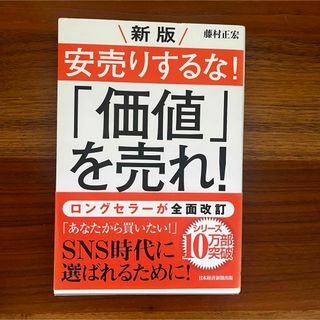 新版
藤村正宏
安売りするな!
「価値」
を売れ!
ロングセラーが全面改訂
「あなたから買いたい!」
SNS時代に
選ばれるために!
シリーズ
10万部
突破
日本経済新聞出版